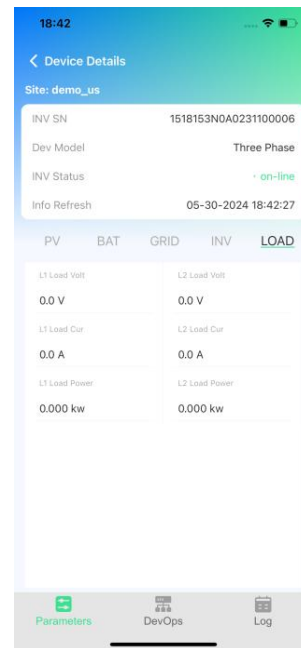 18:42
Device Details
Site: demo_us
INV SN 1518153N0A0231100006
Dev Model Three Phase
INV Status · on-line
Info Refresh 05-30-2024 18:42:27
PV BAT GRID INV LOAD
L1 Load Volt L2 Load Volt
0.0 V 0.0 V
L1 Load Cur L2 Load Cur
0.0 A 0.0 A
L1 Load Power L2 Load Power
0.000 kw 0.000 kw
Parameters DevOps Log